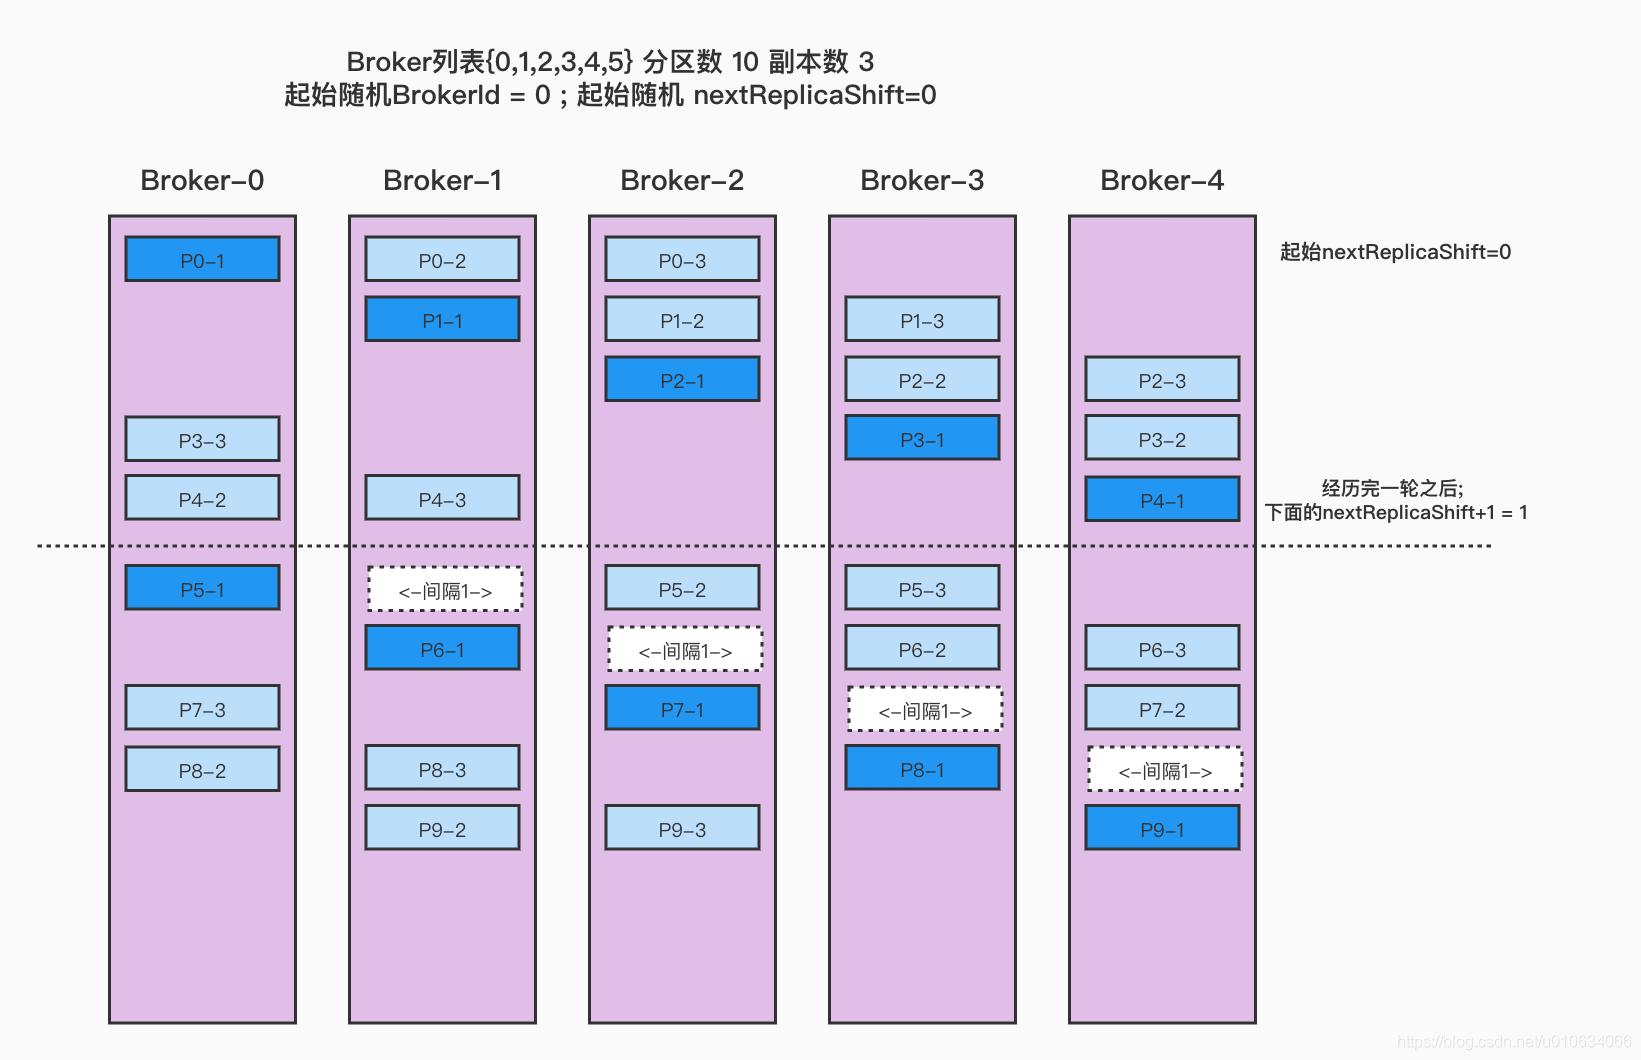 Broker列表{0,1,2,3,4,5} 分区数 10 副本数 3
起始随机BrokerId = 0 ; 起始随机 nextReplicaShift=0
Broker-0 Broker-1 Broker-2 Broker-3 Broker-4
P0-1 P0-2 P0-3 起始nextReplicaShift=0
P1-1 P1-2 P1-3
P2-1 P2-2 P2-3
P3-3 P3-1 P3-2
P4-2 P4-3 P4-1
经历完一轮之后;
下面的nextReplicaShift+1 = 1
P5-1 <-间隔1-> P5-2 P5-3
P6-1 <-间隔1-> P6-2 P6-3
P7-3 P7-1 <-间隔1-> P7-2
P8-2 P8-3 P8-1 <-间隔1->
P9-2 P9-3 P9-1
https://blog.csdn.net/u010634066